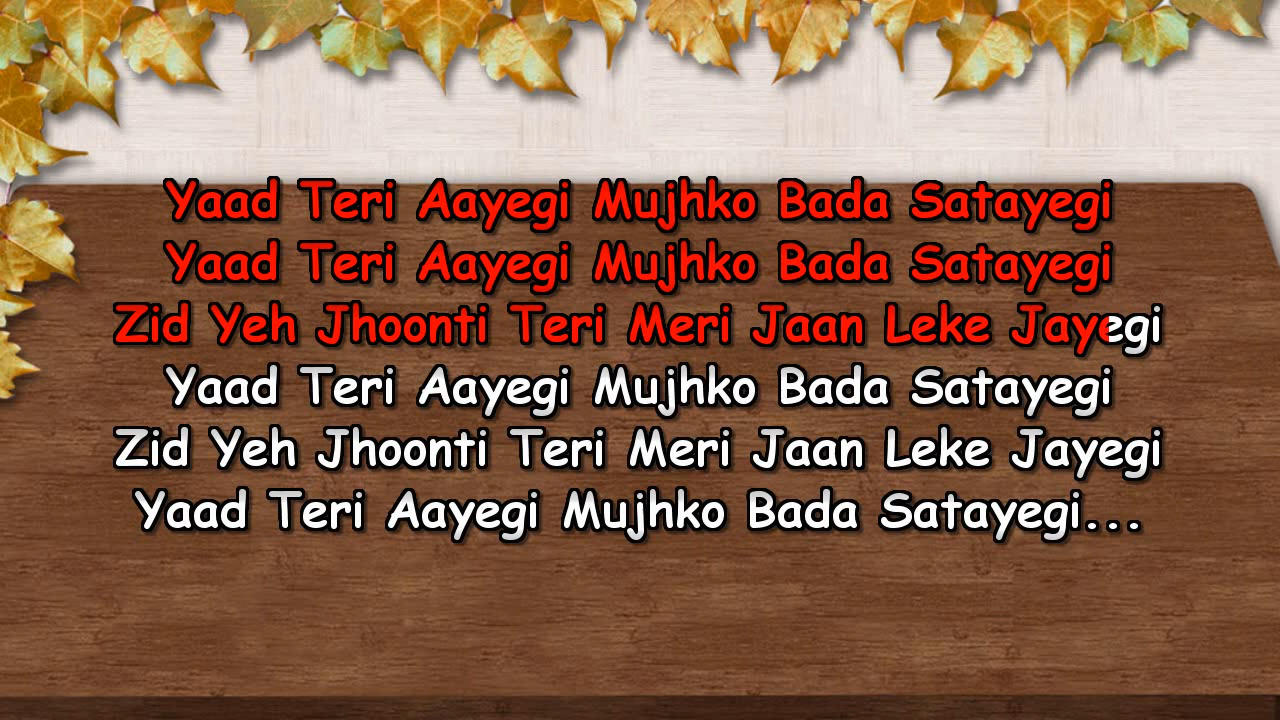 Yaad Teri Aayegi Mujhko Bada Satayegi
Yaad Teri Aayegi Mujhko Bada Satayegi
Zid Yeh Jhoonti Teri Meri Jaan Leke Jayegi
Yaad Teri Aayegi Mujhko Bada Satayegi
Zid Yeh Jhoonti Teri Meri Jaan Leke Jayegi
Yaad Teri Aayegi Mujhko Bada Satayegi...